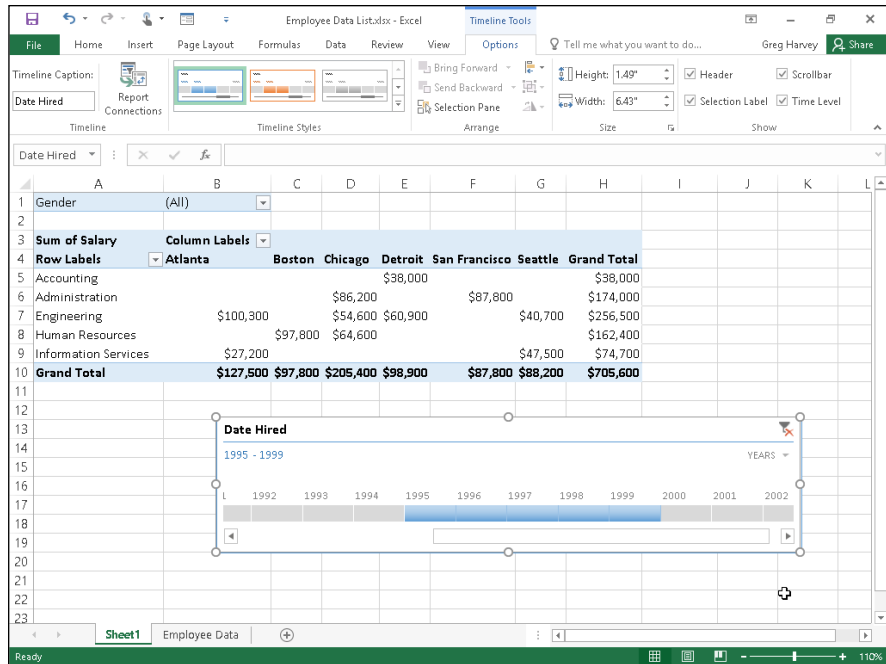 Employee Data List.xlsx - Excel
Timeline Tools
File Home Insert Page Layout Formulas Data Review View Options Tell me what you want to do... Greg Harvey Share
Timeline Caption:
Date Hired
Report
Connections
Timeline
Timeline Styles
Bring Forward
Send Backward
Selection Pane
Arrange
Height: 1.49"
Width: 6.43"
Size
Header Scrollbar
Selection Label Time Level
Show
Date Hired fx
A B C D E F G H I J K L
1 Gender (All)
2
3 Sum of Salary Column Labels
4 Row Labels Atlanta Boston Chicago Detroit San Francisco Seattle Grand Total
5 Accounting $38,000 $38,000
6 Administration $86,200 $87,800 $174,000
7 Engineering $100,300 $54,600 $60,900 $40,700 $256,500
8 Human Resources $97,800 $64,600 $162,400
9 Information Services $27,200 $47,500 $74,700
10 Grand Total $127,500 $97,800 $205,400 $98,900 $87,800 $88,200 $705,600
11
12
13
14
15
16
17
18
19
20
21
22
23
Date Hired
1995 - 1999 YEARS
1992 1993 1994 1995 1996 1997 1998 1999 2000 2001 2002
Sheet1 Employee Data
Ready 110%